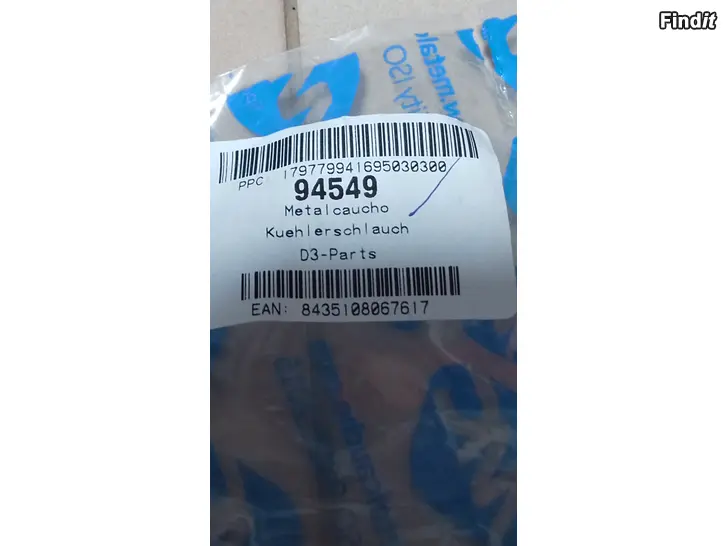 Findit
PPC
179779941695030300
94549
Metalcaucho
Kuehlerschlauch
D3-Parts
EAN: 8435108067617